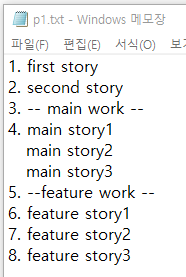 p1.txt - Windows 메모장
파일(F) 편집(E) 서식(O) 보기
1. first story
2. second story
3. -- main work --
4. main story1
main story2
main story3
5. --feature work --
6. feature story1
7. feature story2
8. feature story3